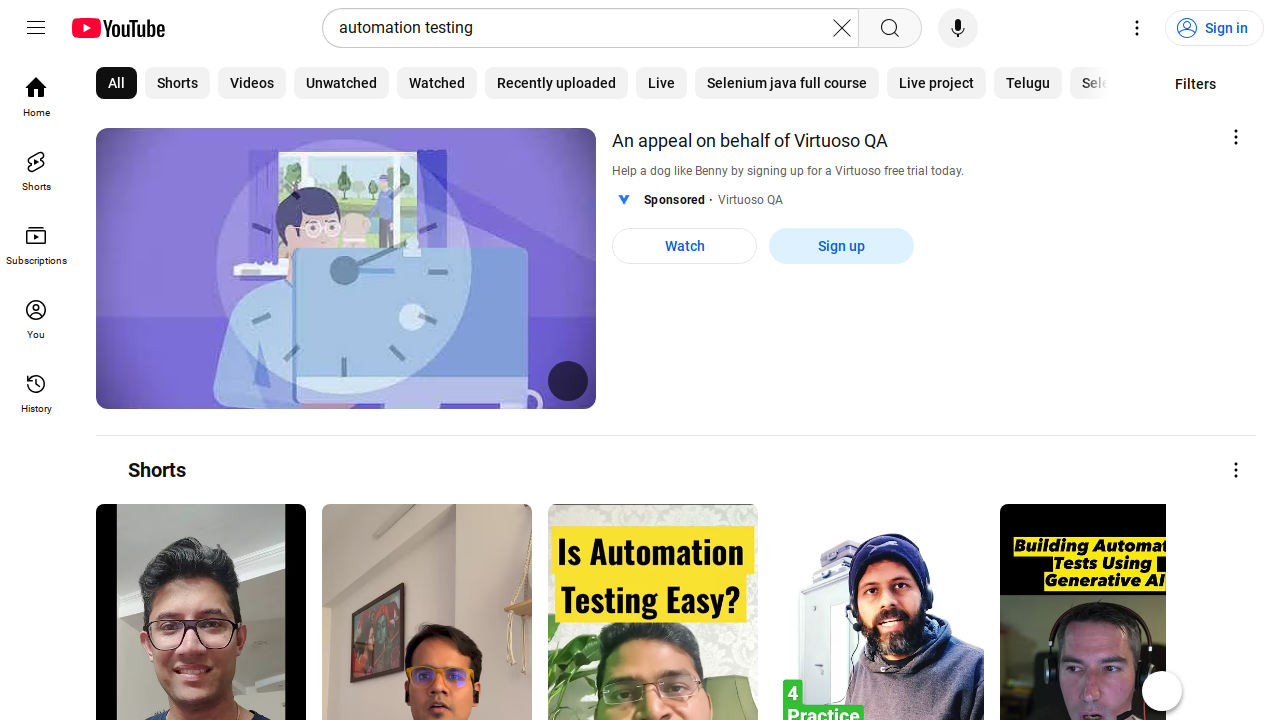 YouTube
automation testing
Sign in
Home
Shorts
Subscriptions
You
History
All
Shorts
Videos
Unwatched
Watched
Recently uploaded
Live
Selenium java full course
Live project
Telugu
Sele
Filters
An appeal on behalf of Virtuoso QA
Help a dog like Benny by signing up for a Virtuoso free trial today.
Sponsored · Virtuoso QA
Watch
Sign up
Shorts
Is Automation
Testing Easy?
4
Practice
Building Automat
Tests Using
Generative AI